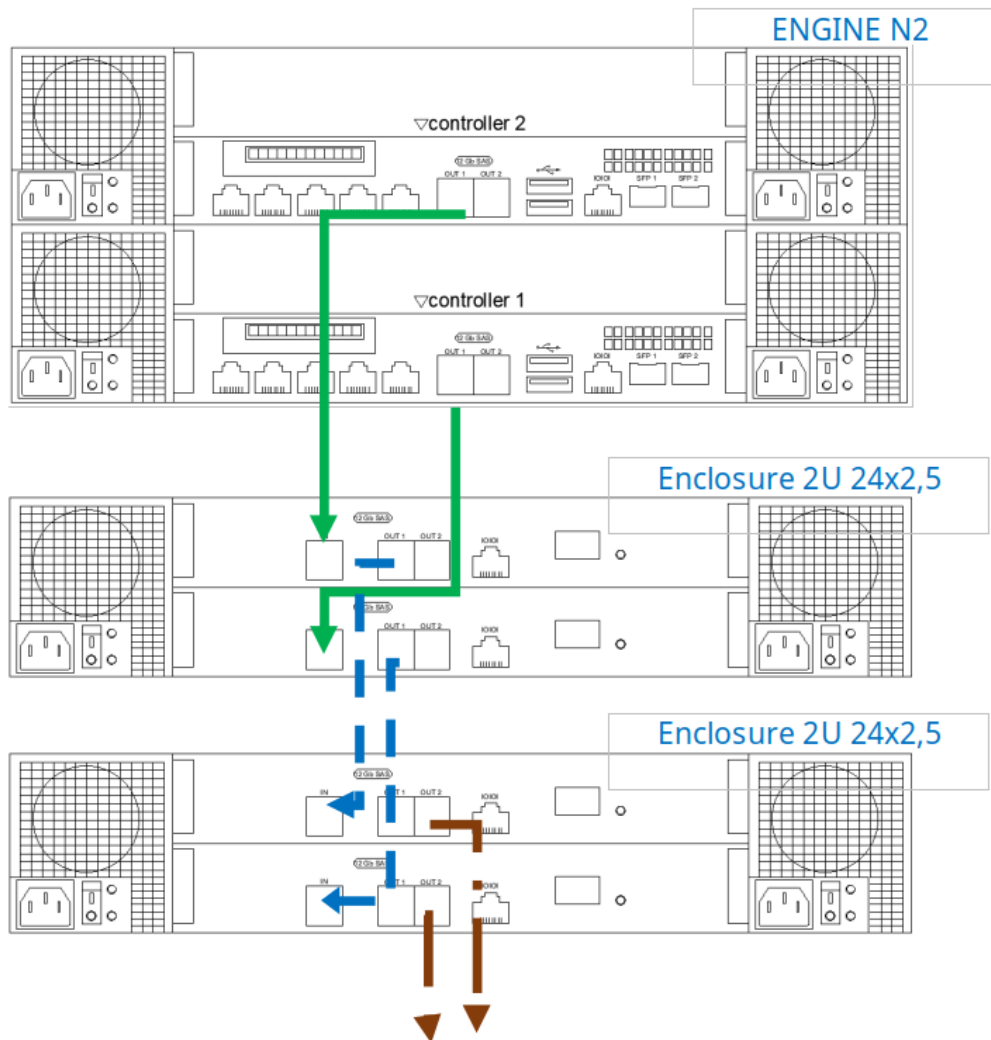 ENGINE N2
▽controller 2
12 Gb SAS
OUT 1 OUT 2
IOIOI
SFP 1 SFP 2
▽controller 1
12 Gb SAS
OUT 1 OUT 2
IOIOI
SFP 1 SFP 2
Enclosure 2U 24x2,5
12 Gb SAS
OUT 1 OUT 2
IOIOI
Gb SAS
OUT 1 OUT 2
IOIOI
Enclosure 2U 24x2,5
12 Gb SAS
IN OUT 1 OUT 2
IOIOI
12 Gb SAS
IN T 1 OUT 2
IOIOI